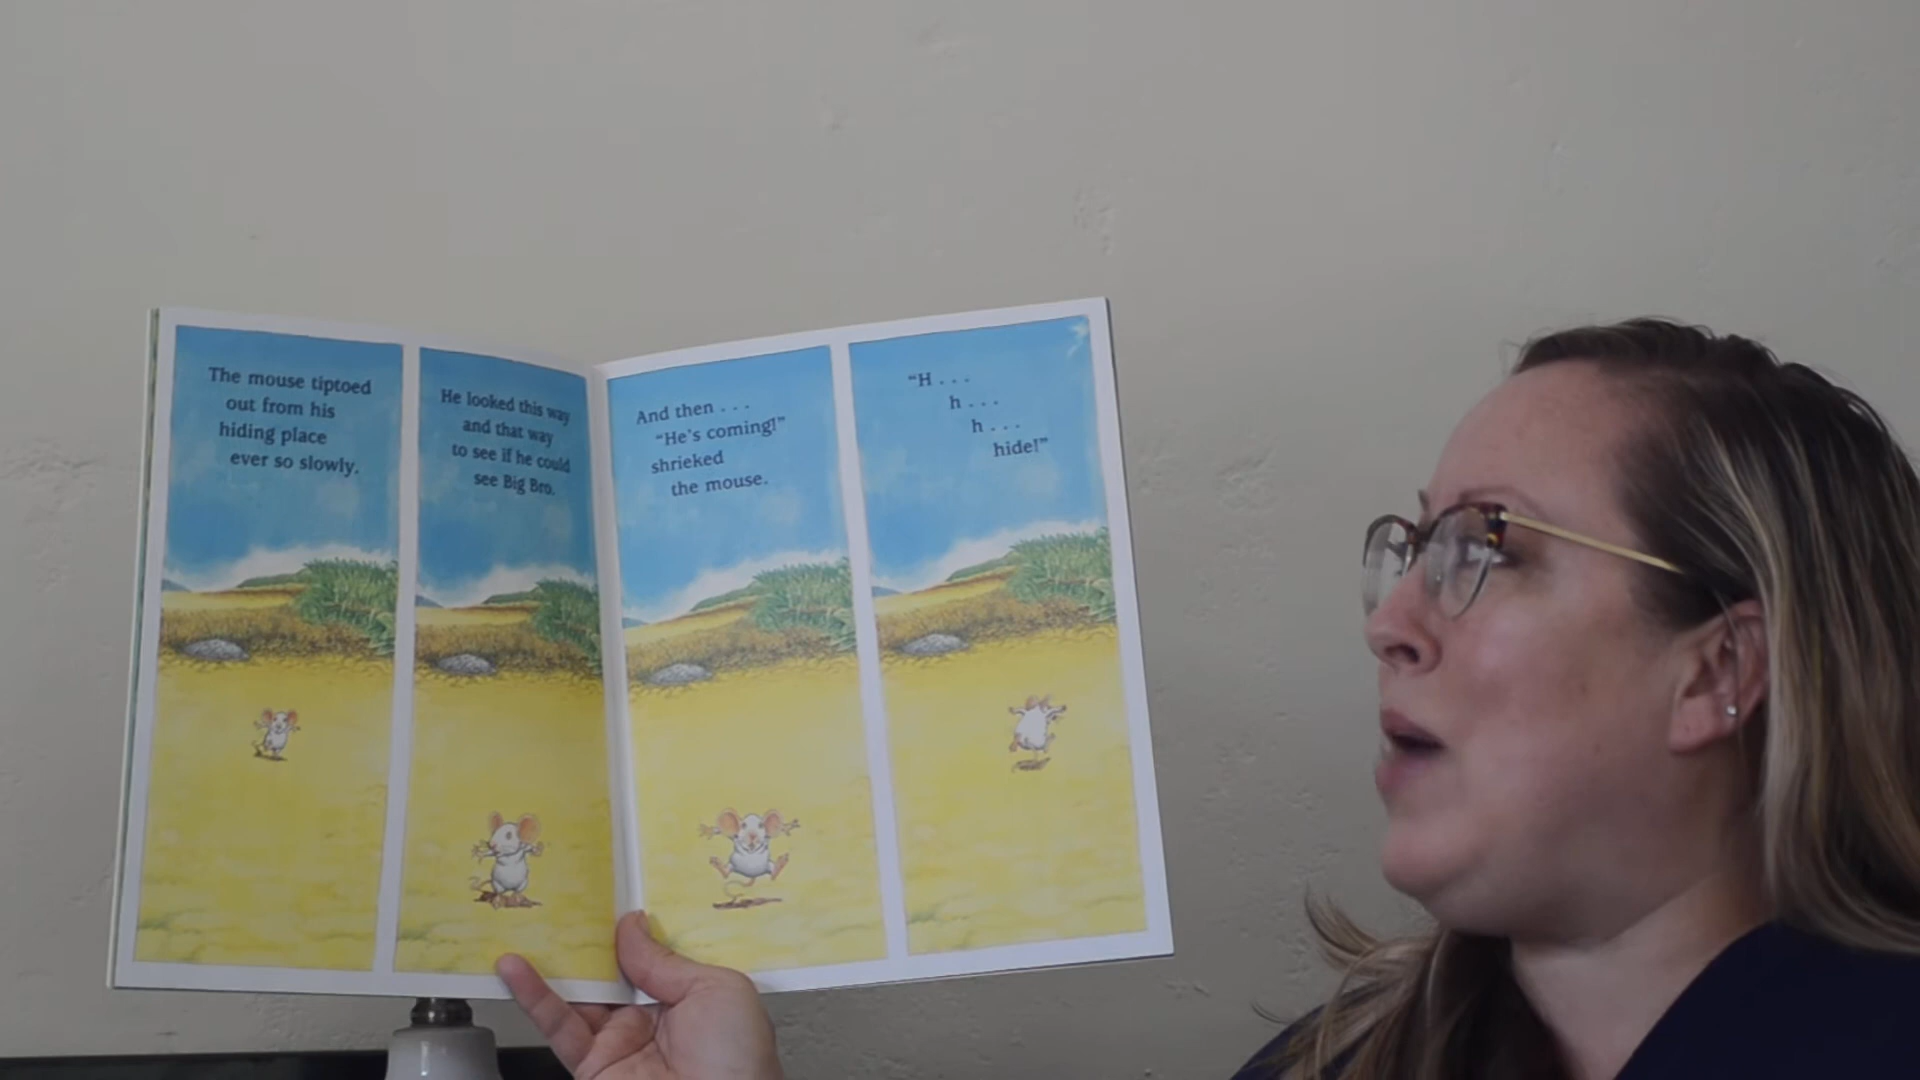 The mouse tiptoed
out from his
hiding place
ever so slowly.
He looked this way
and that way
to see if he could
see Big Bro.
And then . . .
"He's coming!"
shrieked
the mouse.
"H . . .
h . . .
h . . .
hide!"